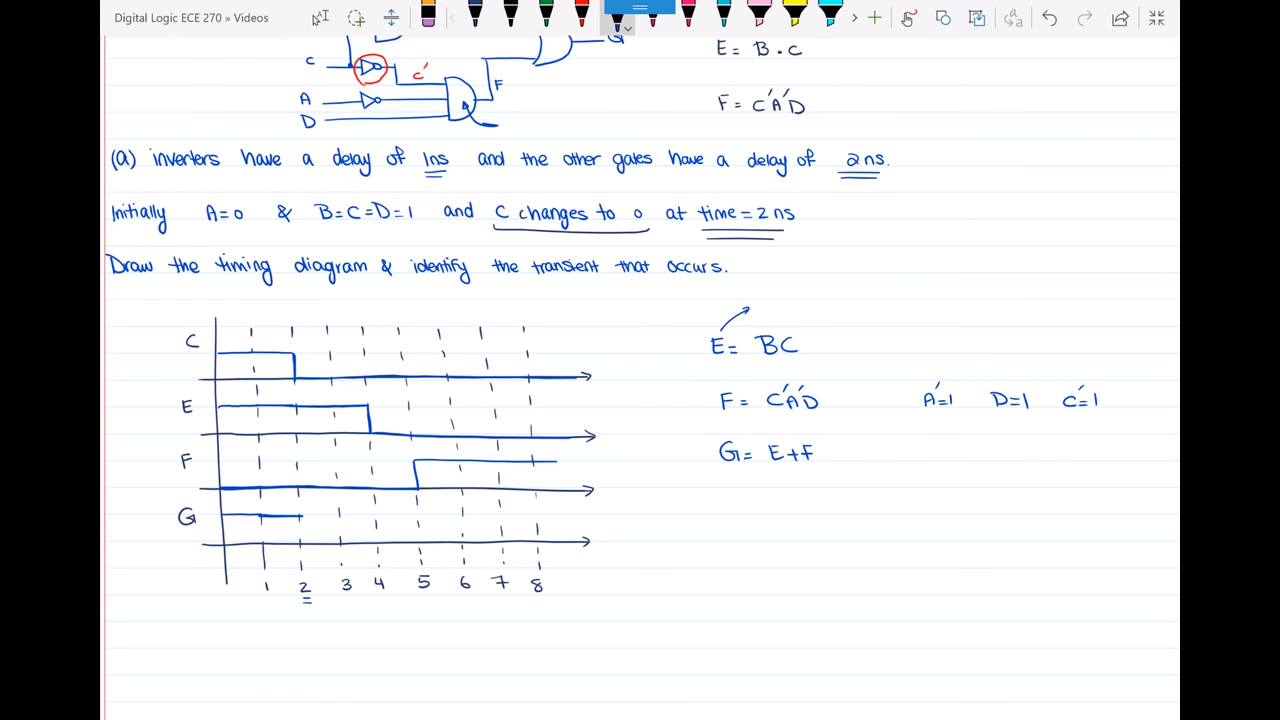 Digital Logic ECE 270 » Videos
G
E = B . C
C
C'
A
F
F = C'A'D
D
(a) inverters have a delay of 1ns and the other gates have a delay of 2ns.
Initially A=0 & B=C=D=1 and C changes to 0 at time=2ns
Draw the timing diagram & identify the transient that occurs.
C
E= BC
E
F = C'A'D A'=1 D=1 C'=1
F
G= E+F
G
1 2 3 4 5 6 7 8